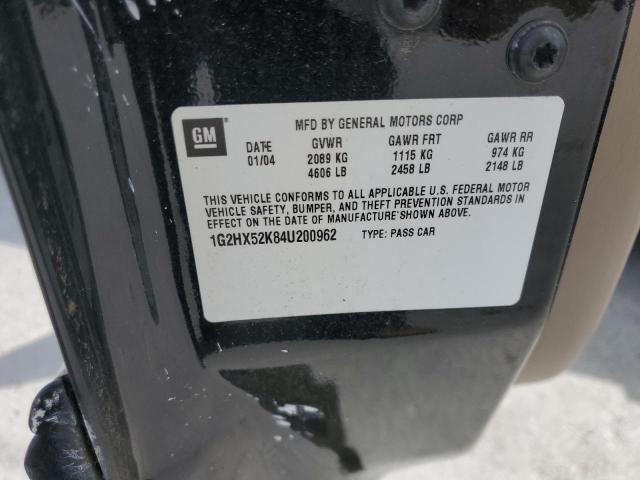 GM
MFD BY GENERAL MOTORS CORP
DATE GVWR GAWR FRT GAWR RR
01/04 2089 KG 1115 KG 974 KG
4606 LB 2458 LB 2148 LB
THIS VEHICLE CONFORMS TO ALL APPLICABLE U.S. FEDERAL MOTOR
VEHICLE SAFETY, BUMPER, AND THEFT PREVENTION STANDARDS IN
EFFECT ON THE DATE OF MANUFACTURE SHOWN ABOVE.
1G2HX52K84U200962 TYPE: PASS CAR